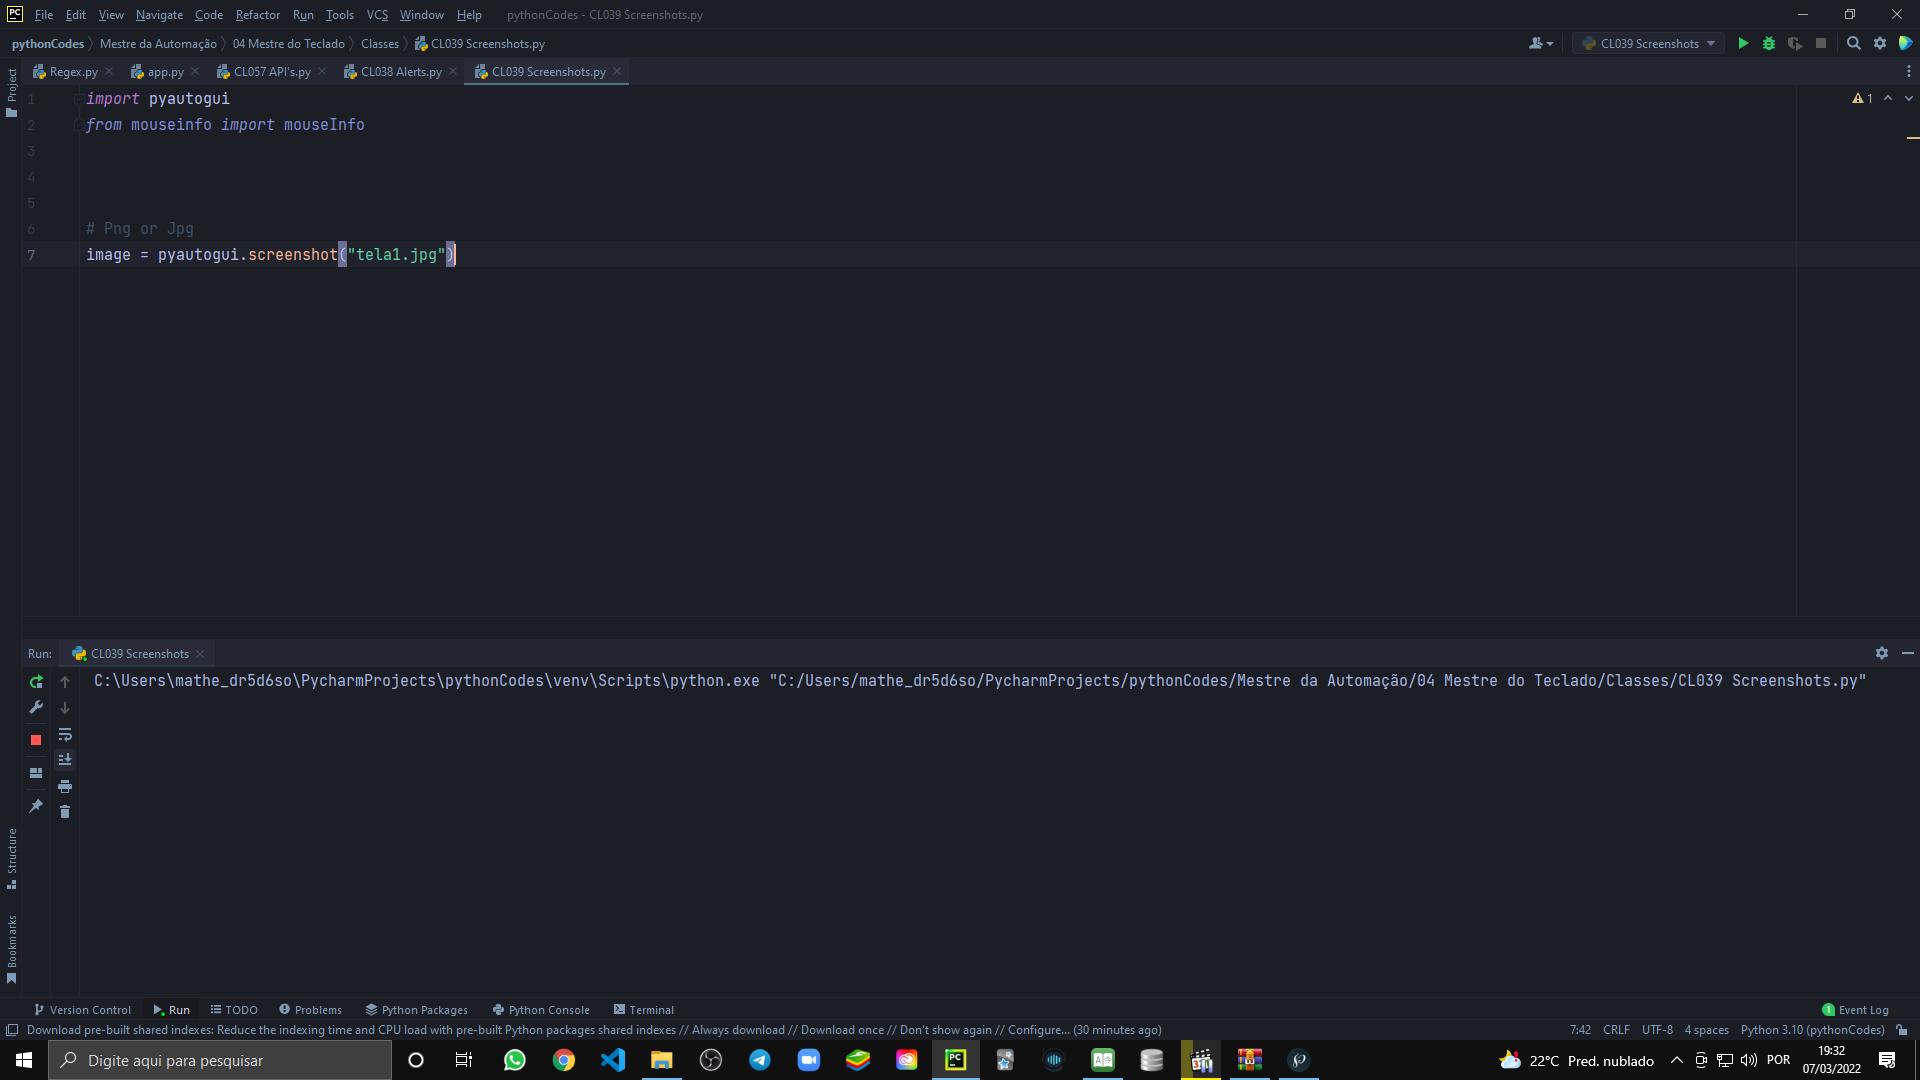 PC File Edit View Navigate Code Refactor Run Tools VCS Window Help pythonCodes - CL039 Screenshots.py
pythonCodes Mestre da Automação 04 Mestre do Teclado Classes CL039 Screenshots.py CL039 Screenshots
Regex.py app.py CL057 API's.py CL038 Alerts.py CL039 Screenshots.py
Project
1 import pyautogui 1
2 from mouseinfo import mouseInfo
3
4
5
6 # Png or Jpg
7 image = pyautogui.screenshot("tela1.jpg")
Run: CL039 Screenshots
C:\Users\mathe_dr5d6so\PycharmProjects\pythonCodes\venv\Scripts\python.exe "C:/Users/mathe_dr5d6so/PycharmProjects/pythonCodes/Mestre da Automação/04 Mestre do Teclado/Classes/CL039 Screenshots.py"
Structure
Bookmarks
Version Control Run TODO Problems Python Packages Python Console Terminal 1 Event Log
Download pre-built shared indexes: Reduce the indexing time and CPU load with pre-built Python packages shared indexes // Always download // Download once // Don't show again // Configure... (30 minutes ago) 7:42 CRLF UTF-8 4 spaces Python 3.10 (pythonCodes)
Digite aqui para pesquisar PC 22°C Pred. nublado POR 19:32
07/03/2022